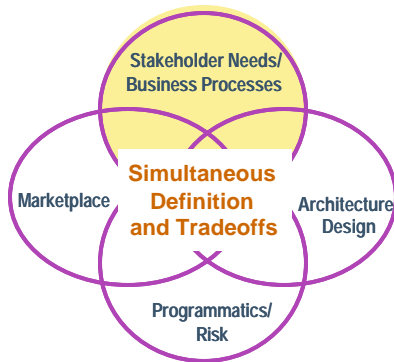 Stakeholder Needs/
Business Processes
Marketplace
Simultaneous
Definition
and Tradeoffs
Architecture
Design
Programmatics/
Risk